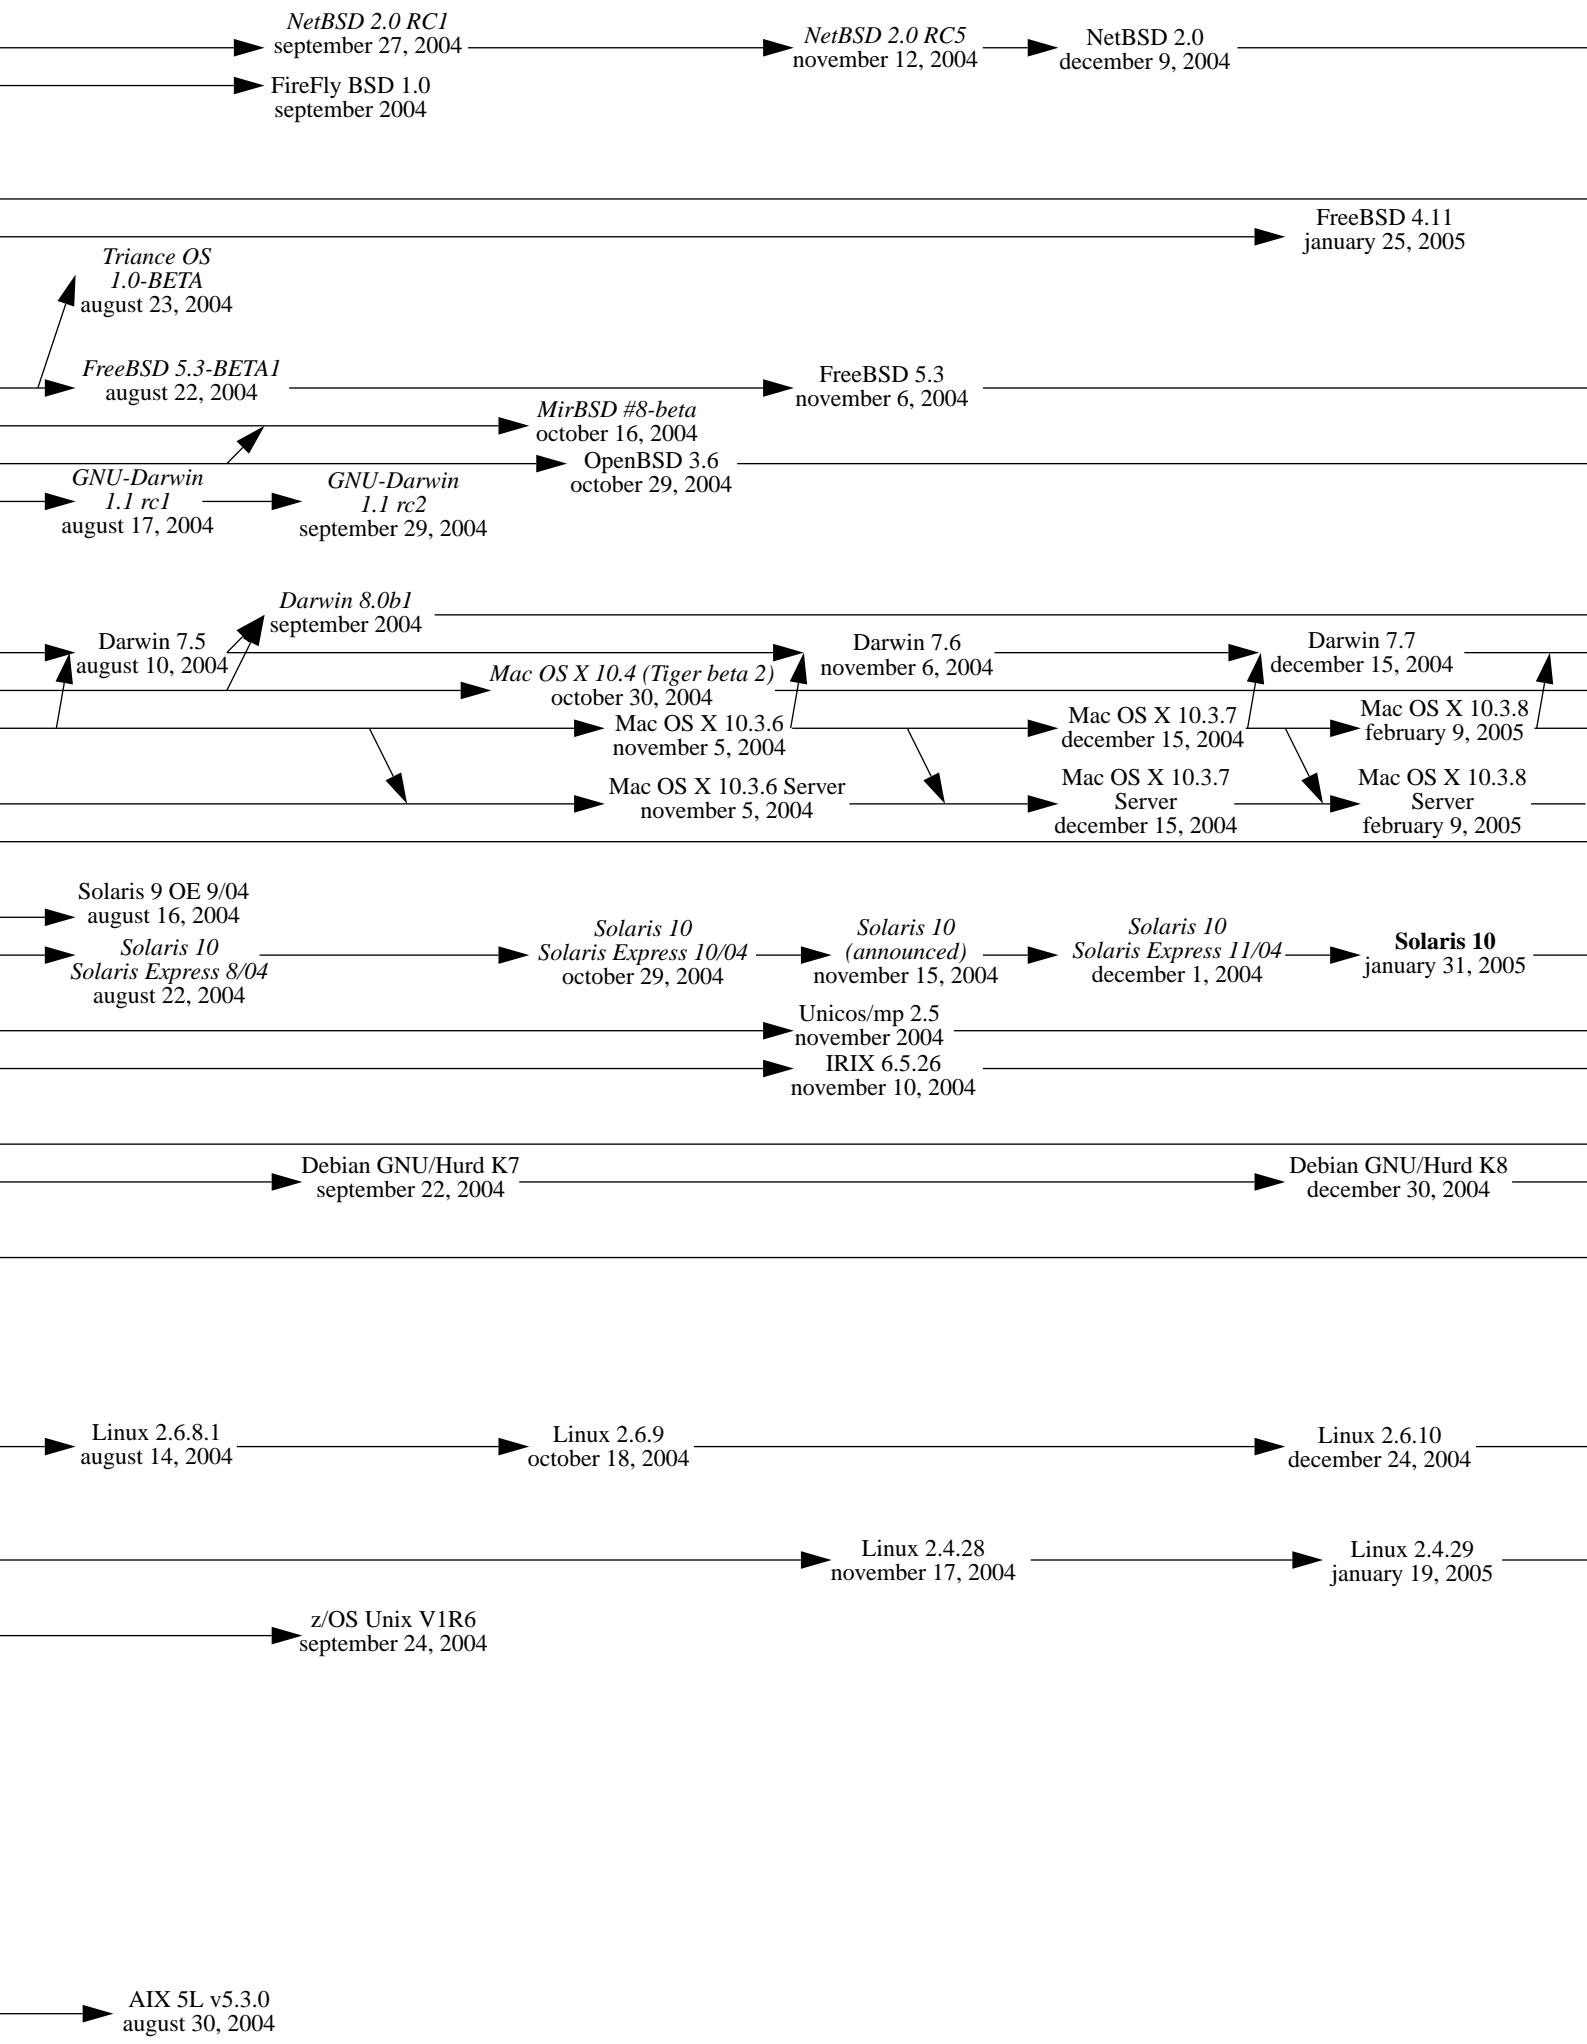 NetBSD 2.0 RC1
september 27, 2004
NetBSD 2.0 RC5
november 12, 2004
NetBSD 2.0
december 9, 2004
FireFly BSD 1.0
september 2004
FreeBSD 4.11
january 25, 2005
Triance OS
1.0-BETA
august 23, 2004
FreeBSD 5.3-BETA1
august 22, 2004
FreeBSD 5.3
november 6, 2004
MirBSD #8-beta
october 16, 2004
OpenBSD 3.6
october 29, 2004
GNU-Darwin
1.1 rc1
august 17, 2004
GNU-Darwin
1.1 rc2
september 29, 2004
Darwin 8.0b1
september 2004
Darwin 7.5
august 10, 2004
Darwin 7.6
november 6, 2004
Darwin 7.7
december 15, 2004
Mac OS X 10.4 (Tiger beta 2)
october 30, 2004
Mac OS X 10.3.6
november 5, 2004
Mac OS X 10.3.7
december 15, 2004
Mac OS X 10.3.8
february 9, 2005
Mac OS X 10.3.6 Server
november 5, 2004
Mac OS X 10.3.7
Server
december 15, 2004
Mac OS X 10.3.8
Server
february 9, 2005
Solaris 9 OE 9/04
august 16, 2004
Solaris 10
Solaris Express 8/04
august 22, 2004
Solaris 10
Solaris Express 10/04
october 29, 2004
Solaris 10
(announced)
november 15, 2004
Solaris 10
Solaris Express 11/04
december 1, 2004
Solaris 10
january 31, 2005
Unicos/mp 2.5
november 2004
IRIX 6.5.26
november 10, 2004
Debian GNU/Hurd K7
september 22, 2004
Debian GNU/Hurd K8
december 30, 2004
Linux 2.6.8.1
august 14, 2004
Linux 2.6.9
october 18, 2004
Linux 2.6.10
december 24, 2004
Linux 2.4.28
november 17, 2004
Linux 2.4.29
january 19, 2005
z/OS Unix V1R6
september 24, 2004
AIX 5L v5.3.0
august 30, 2004